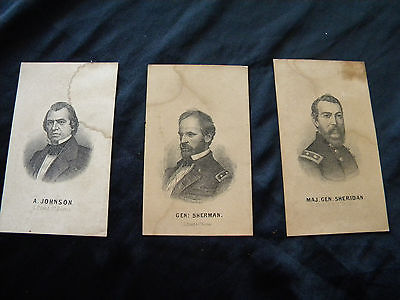 A. JOHNSON.
GEN: SHERMAN.
MAJ. GEN. SHERIDAN.